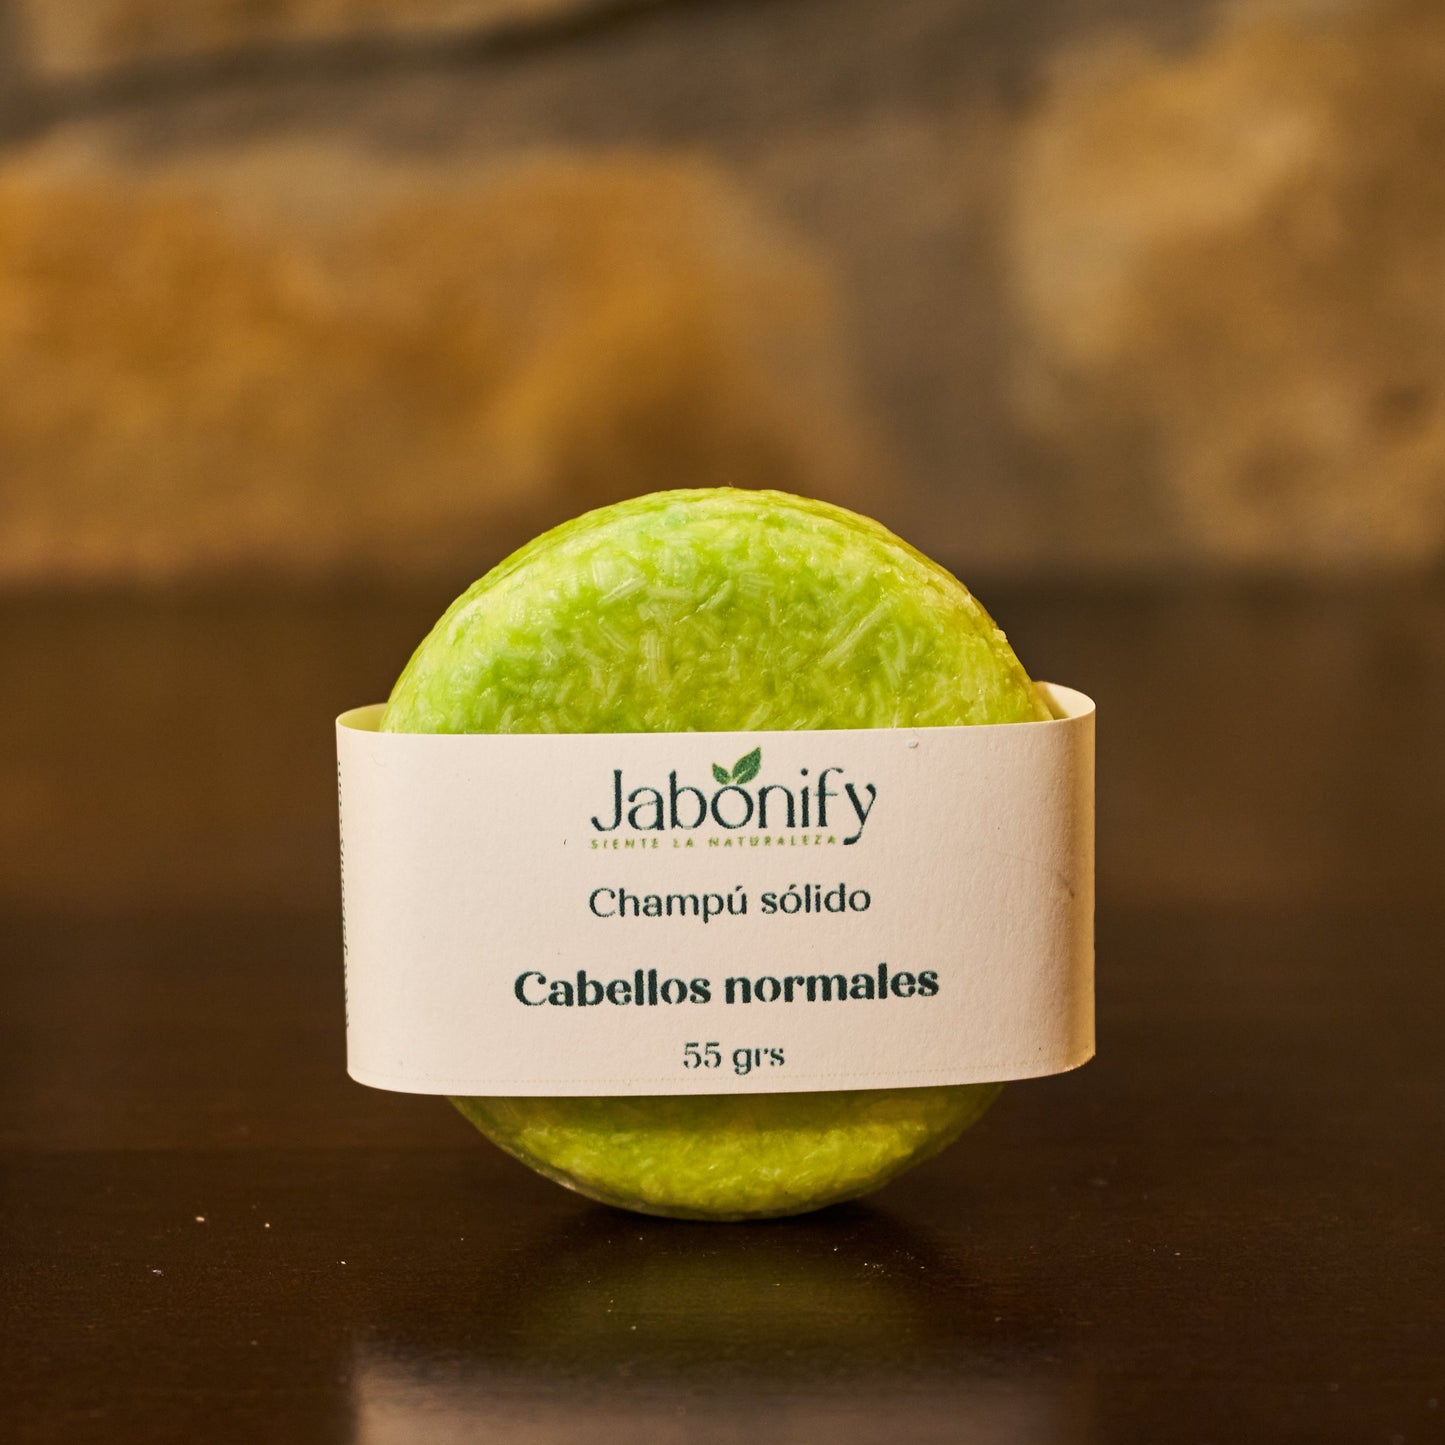 Jabonify
SIENTE LA NATURALEZA
Champú sólido
Cabellos normales
55 grs